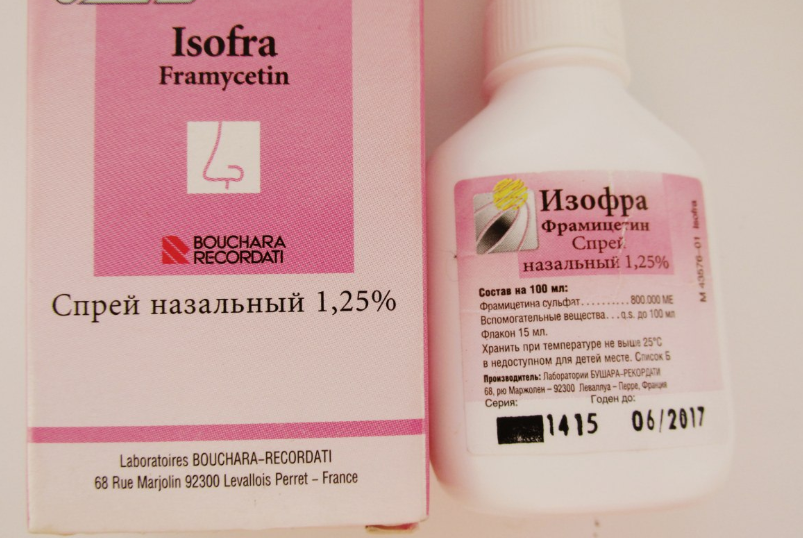 Isofra
Framycetin
BOUCHARA
RECORDATI
Спрей назальный 1,25%
Laboratoires BOUCHARA-RECORDATI
68 Rue Marjolin 92300 Levallois Perret – France
Изофра
Фрамицетин
Спрей
назальный 1,25%
Состав на 100 мл:
Фрамицетина сульфат..........800.000 МЕ
Вспомогательные вещества...q.s. до 100 мл
Флакон 15 мл.
Хранить при температуре не выше 25°C
в недоступном для детей месте. Список Б
Производитель: Лаборатории БУШАРА-РЕКОРДАТИ
68, рю Маржолен – 92300 Леваллуа – Перре, Франция
Серия: Годен до:
1415 06/2017
M 43576-01 Isofra